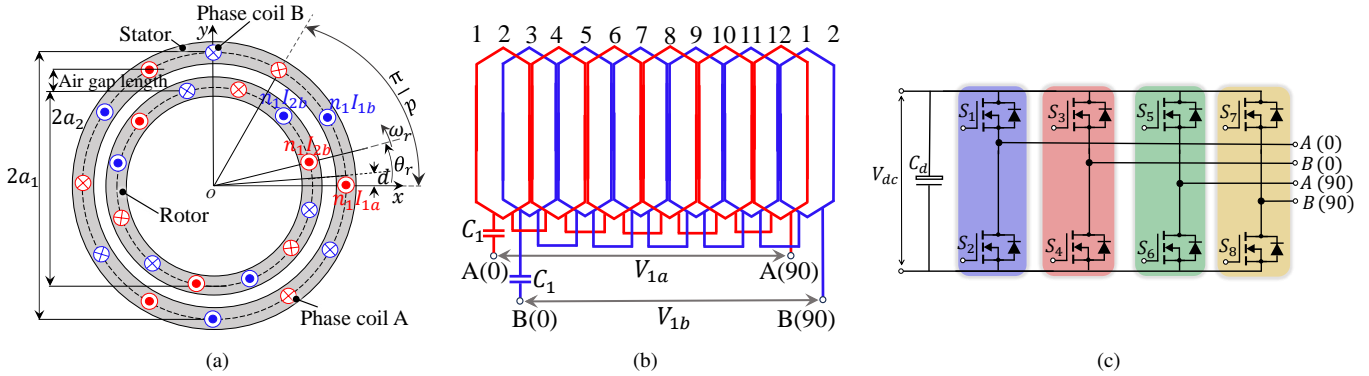 Phase coil B
Stator
y
Air gap length
π/p
n₁I₂b
n₁I₁b
ωᵣ
2a₂
n₁I₂b
θᵣ
2a₁
d
o
x
n₁I₁a
Rotor
Phase coil A
(a)
1 2 3 4 5 6 7 8 9 10 11 12 1 2
C₁
A(0)
V₁a
A(90)
C₁
B(0)
V₁b
B(90)
(b)
S₁ S₃ S₅ S₇
A (0)
V_dc
C_d
B (0)
A (90)
B (90)
S₂ S₄ S₆ S₈
(c)